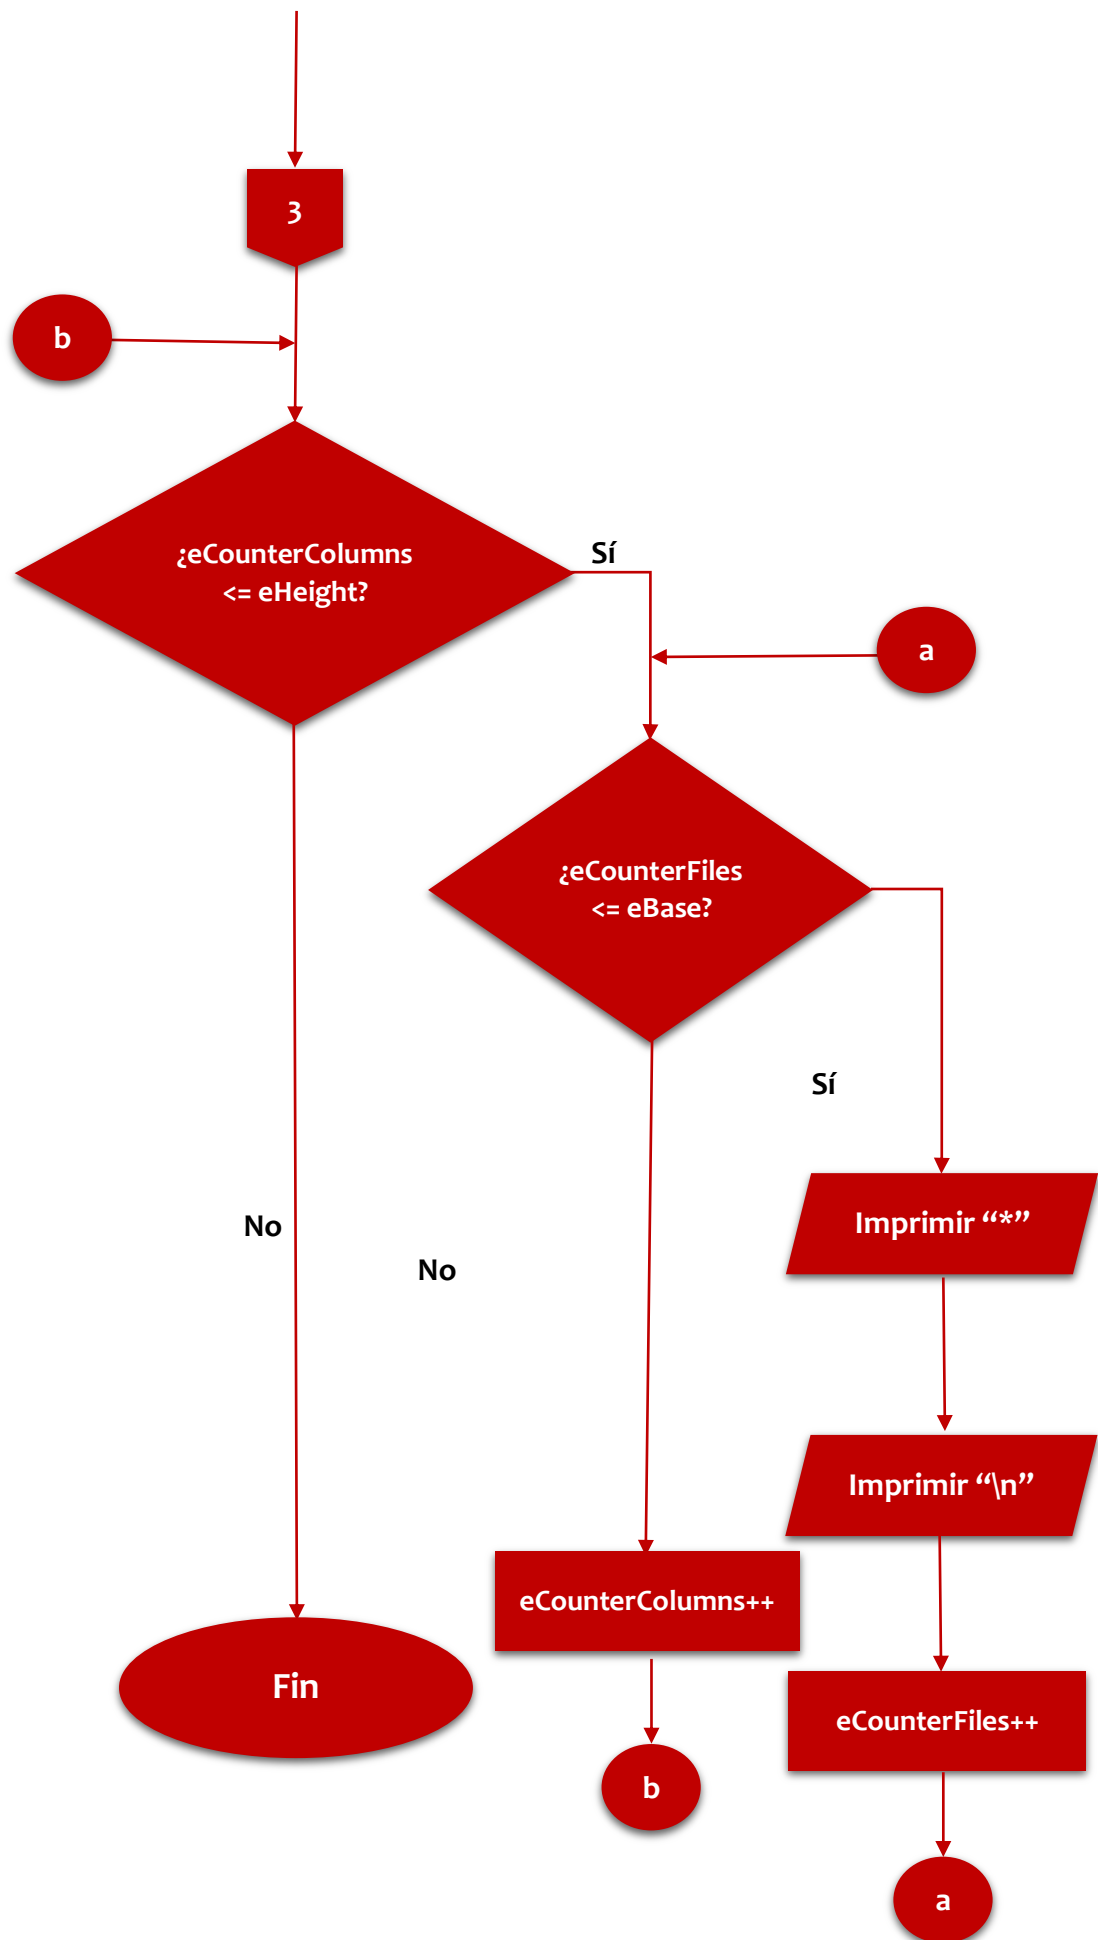 3
b
¿eCounterColumns
<= eHeight?
Sí
a
¿eCounterFiles
<= eBase?
Sí
Imprimir “*”
No
No
Imprimir “\n”
eCounterColumns++
Fin
eCounterFiles++
b
a